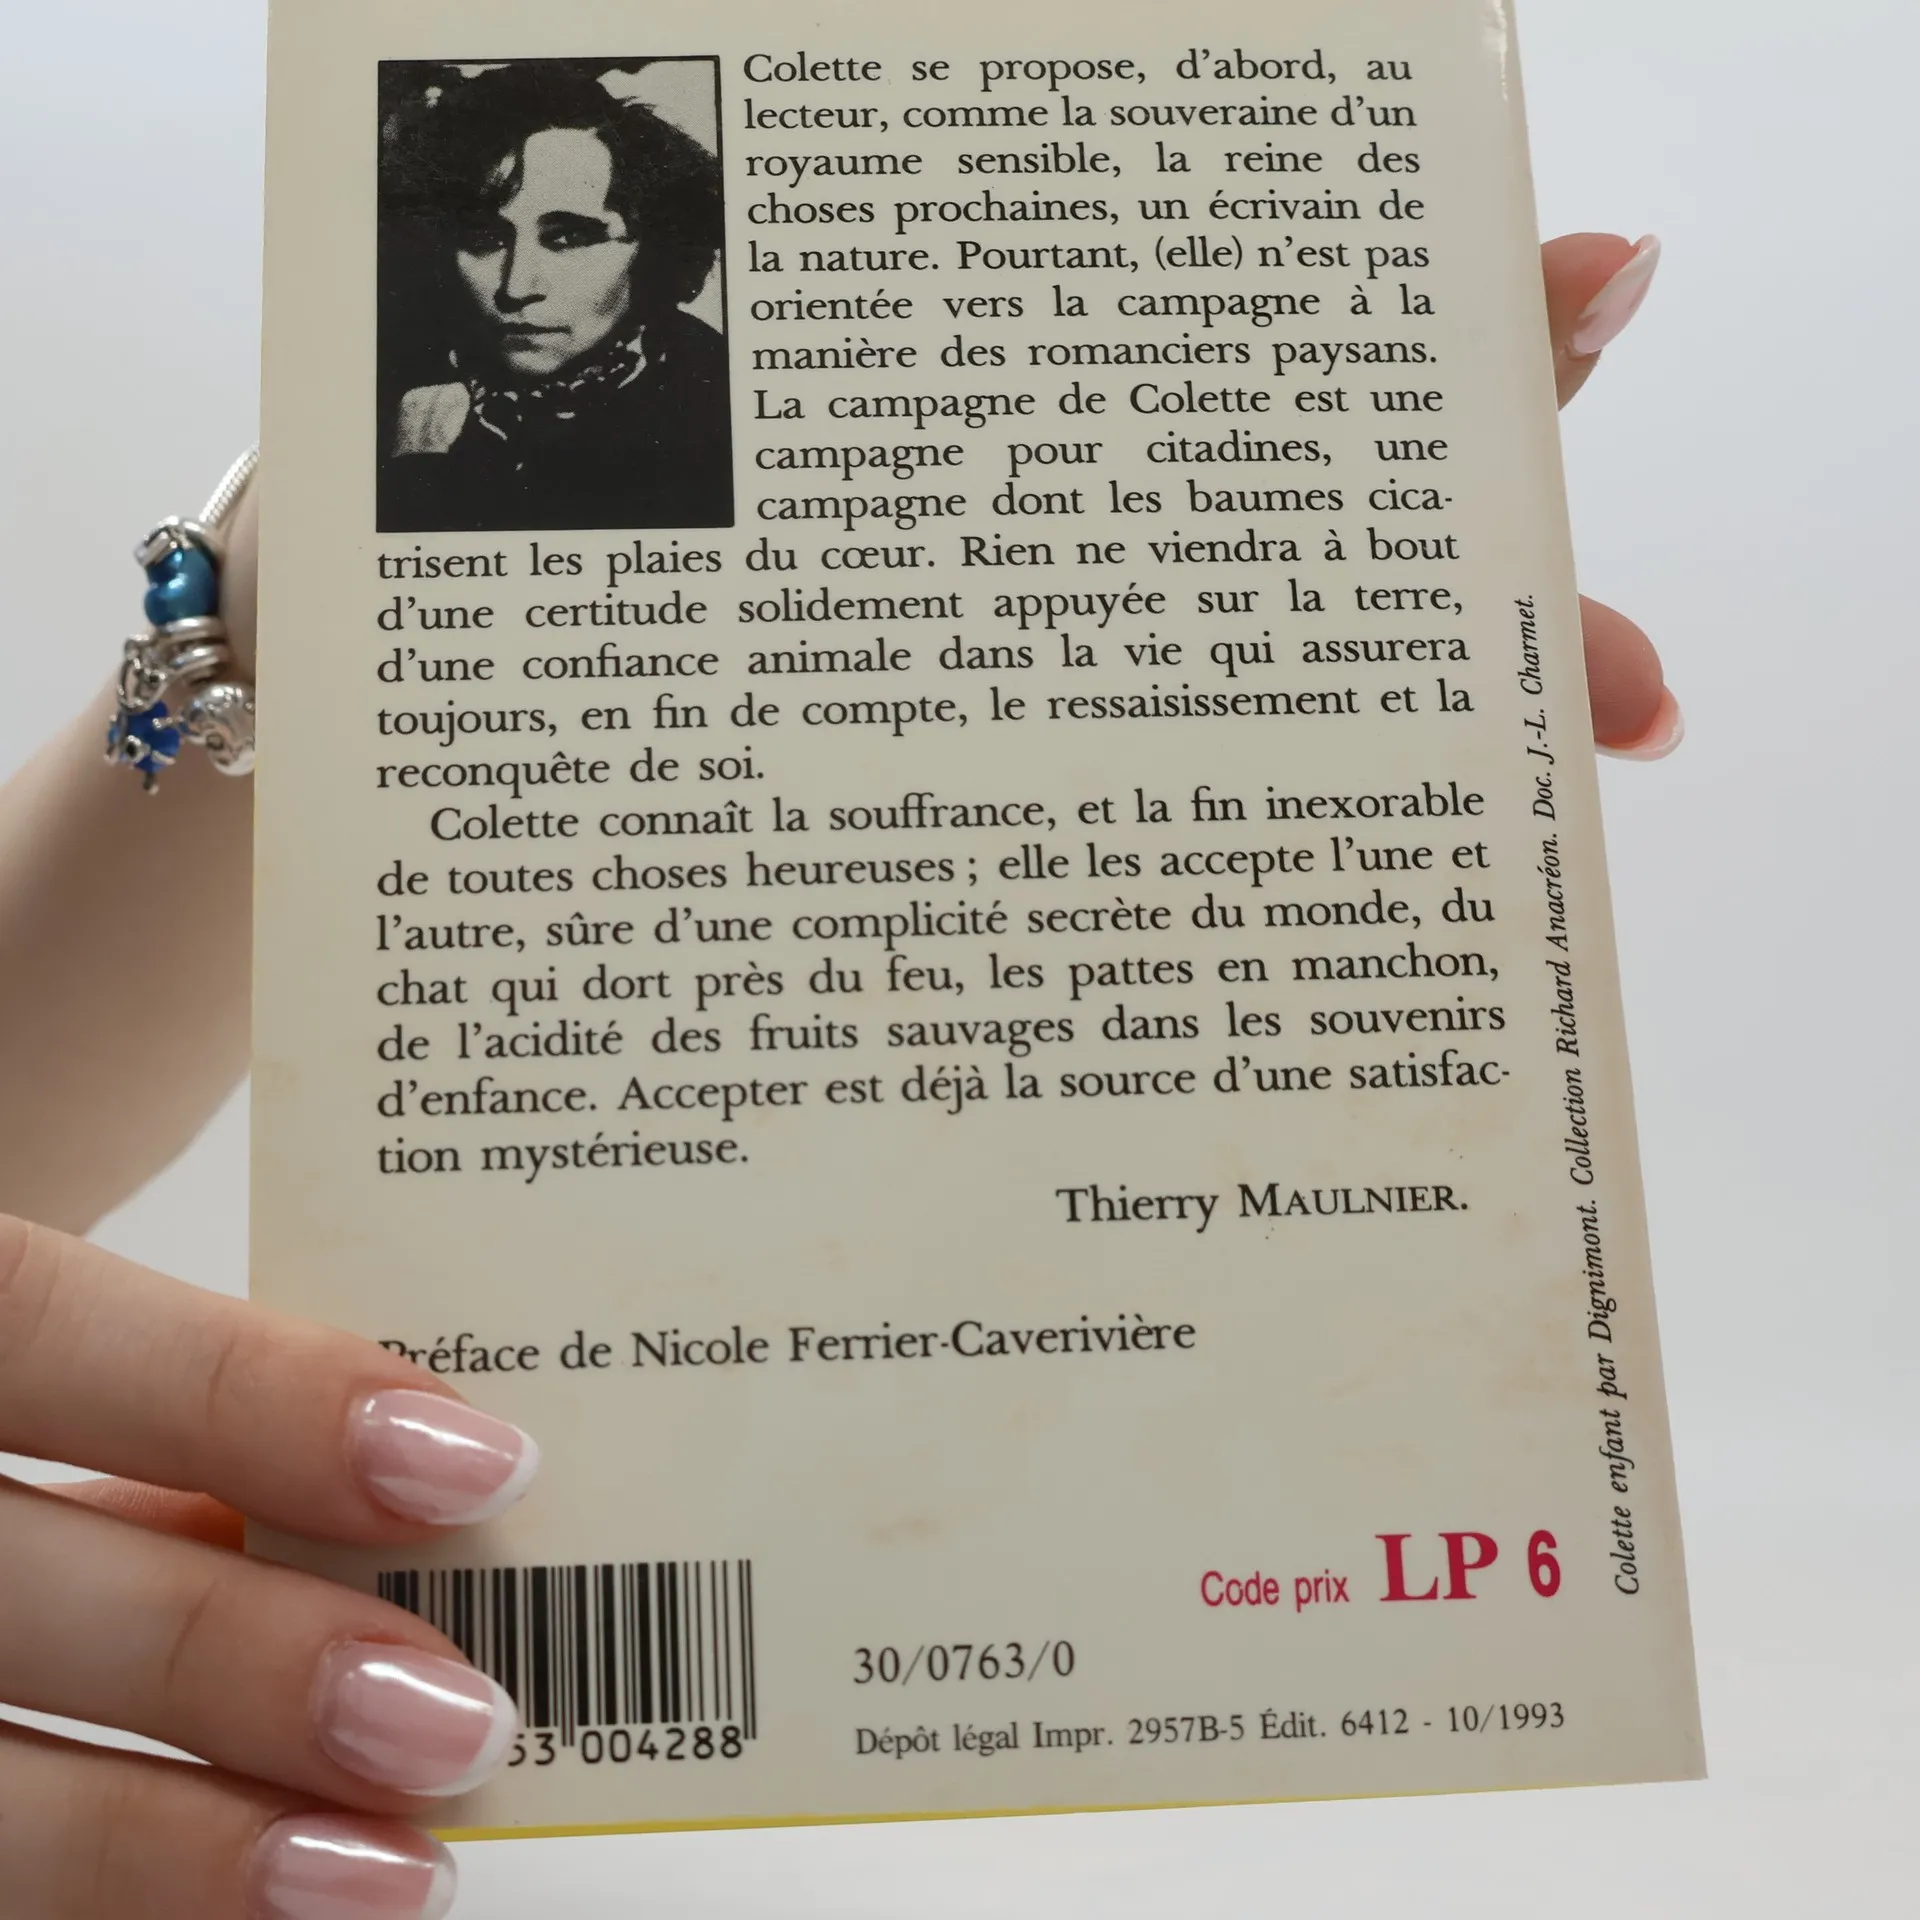 Colette se propose, d'abord, au
lecteur, comme la souveraine d'un
royaume sensible, la reine des
choses prochaines, un écrivain de
la nature. Pourtant, (elle) n'est pas
orientée vers la campagne à la
manière des romanciers paysans.
La campagne de Colette est une
campagne pour citadines, une
campagne dont les baumes cica-
trisent les plaies du cœur. Rien ne viendra à bout
d'une certitude solidement appuyée sur la terre,
d'une confiance animale dans la vie qui assurera
toujours, en fin de compte, le ressaisissement et la
reconquête de soi.
Colette connaît la souffrance, et la fin inexorable
de toutes choses heureuses ; elle les accepte l'une et
l'autre, sûre d'une complicité secrète du monde, du
chat qui dort près du feu, les pattes en manchon,
de l'acidité des fruits sauvages dans les souvenirs
d'enfance. Accepter est déjà la source d'une satisfac-
tion mystérieuse.
Thierry MAULNIER.
Préface de Nicole Ferrier-Caverivière
Code prix LP 6
30/0763/0
Dépôt légal Impr. 2957B-5 Édit. 6412 - 10/1993
53 004288
Colette enfant par Dignimont. Collection Richard Anacréon. Doc. J.-L. Charmet.